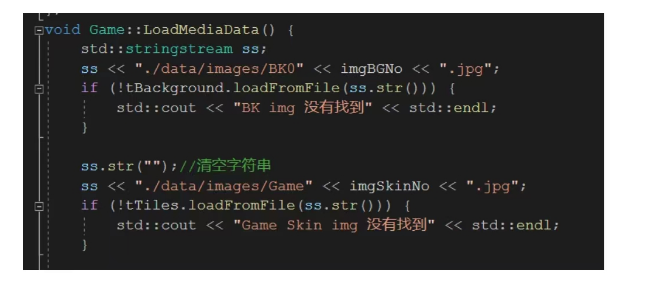 void Game::LoadMediaData() {
    std::stringstream ss;
    ss << "./data/images/BK0" << imgBGNo << ".jpg";
    if (!tBackground.loadFromFile(ss.str())) {
        std::cout << "BK img 没有找到" << std::endl;
    }

    ss.str("");//清空字符串
    ss << "./data/images/Game" << imgSkinNo << ".jpg";
    if (!tTiles.loadFromFile(ss.str())) {
        std::cout << "Game Skin img 没有找到" << std::endl;
    }